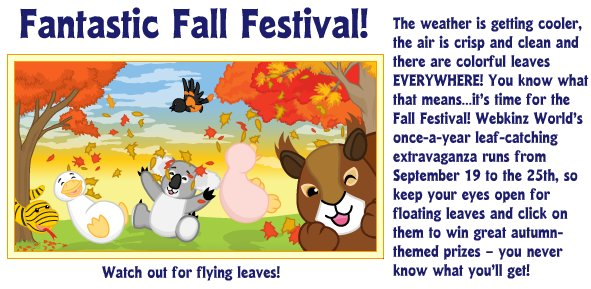 Fantastic Fall Festival!
The weather is getting cooler,
the air is crisp and clean and
there are colorful leaves
EVERYWHERE! You know what
that means...it's time for the
Fall Festival! Webkinz World's
once-a-year leaf-catching
extravaganza runs from
September 19 to the 25th, so
keep your eyes open for
floating leaves and click on
them to win great autumn-
themed prizes – you never
know what you'll get!
Watch out for flying leaves!